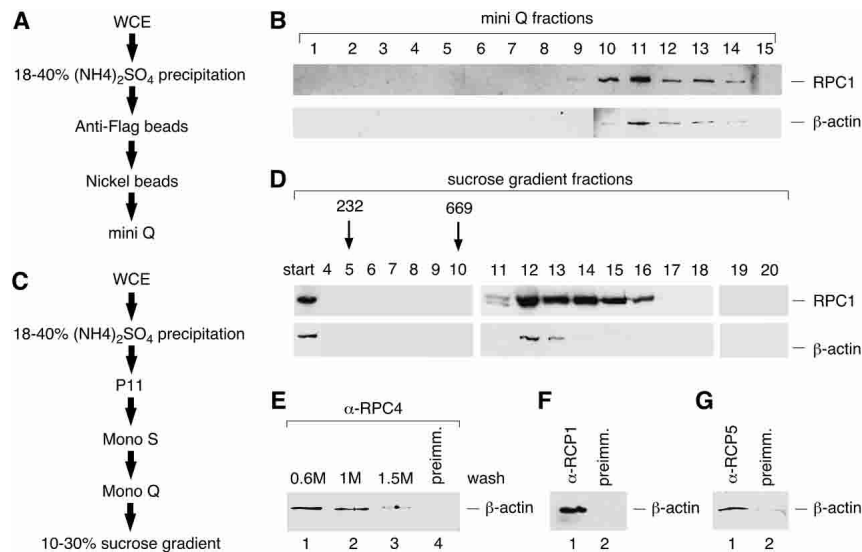 A
WCE
18-40% (NH4)2SO4 precipitation
Anti-Flag beads
Nickel beads
mini Q
B
mini Q fractions
1 2 3 4 5 6 7 8 9 10 11 12 13 14 15
RPC1
β-actin
C
WCE
18-40% (NH4)2SO4 precipitation
P11
Mono S
Mono Q
10-30% sucrose gradient
D
sucrose gradient fractions
232 669
start 4 5 6 7 8 9 10 11 12 13 14 15 16 17 18 19 20
RPC1
β-actin
E
α-RPC4
0.6M 1M 1.5M preimm. wash
β-actin
1 2 3 4
F
α-RCP1 preimm.
β-actin
1 2
G
α-RCP5 preimm.
β-actin
1 2